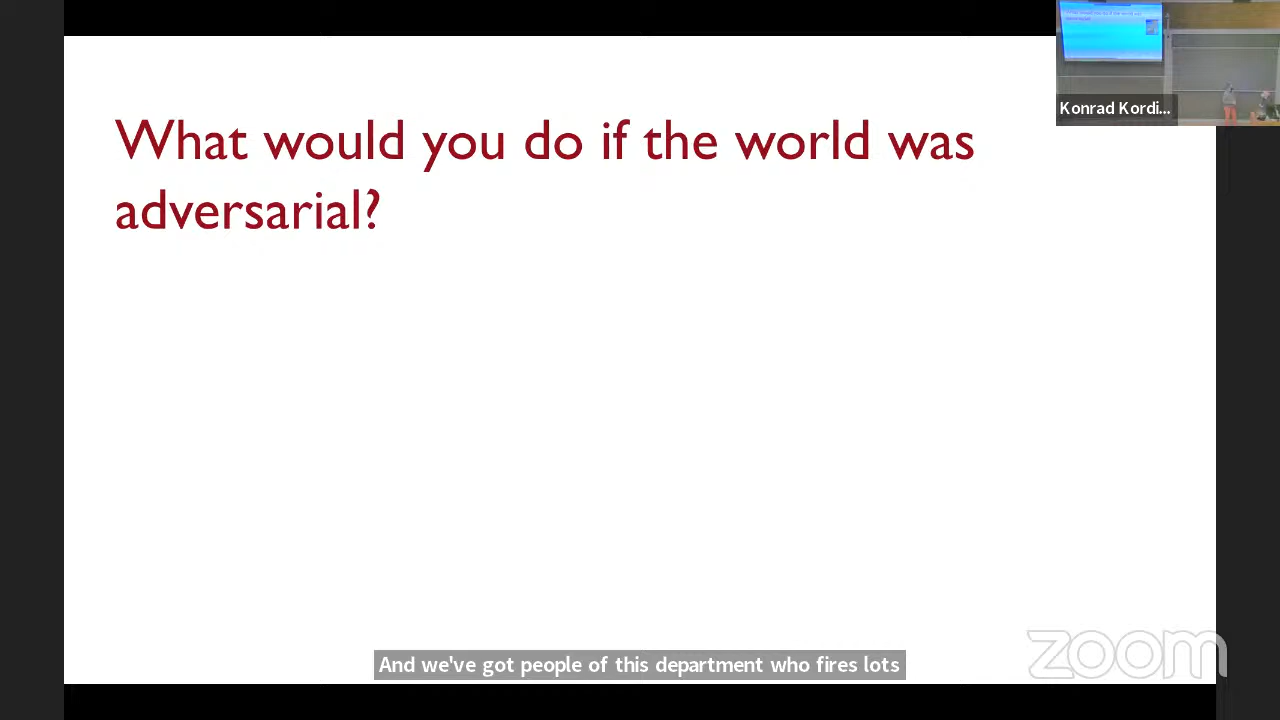 What would you do if the world was
adversarial?
Konrad Kordi...
And we've got people of this department who fires lots
zoom